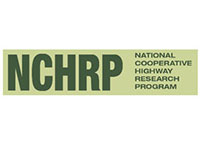 NCHRP
NATIONAL
COOPERATIVE
HIGHWAY
RESEARCH
PROGRAM